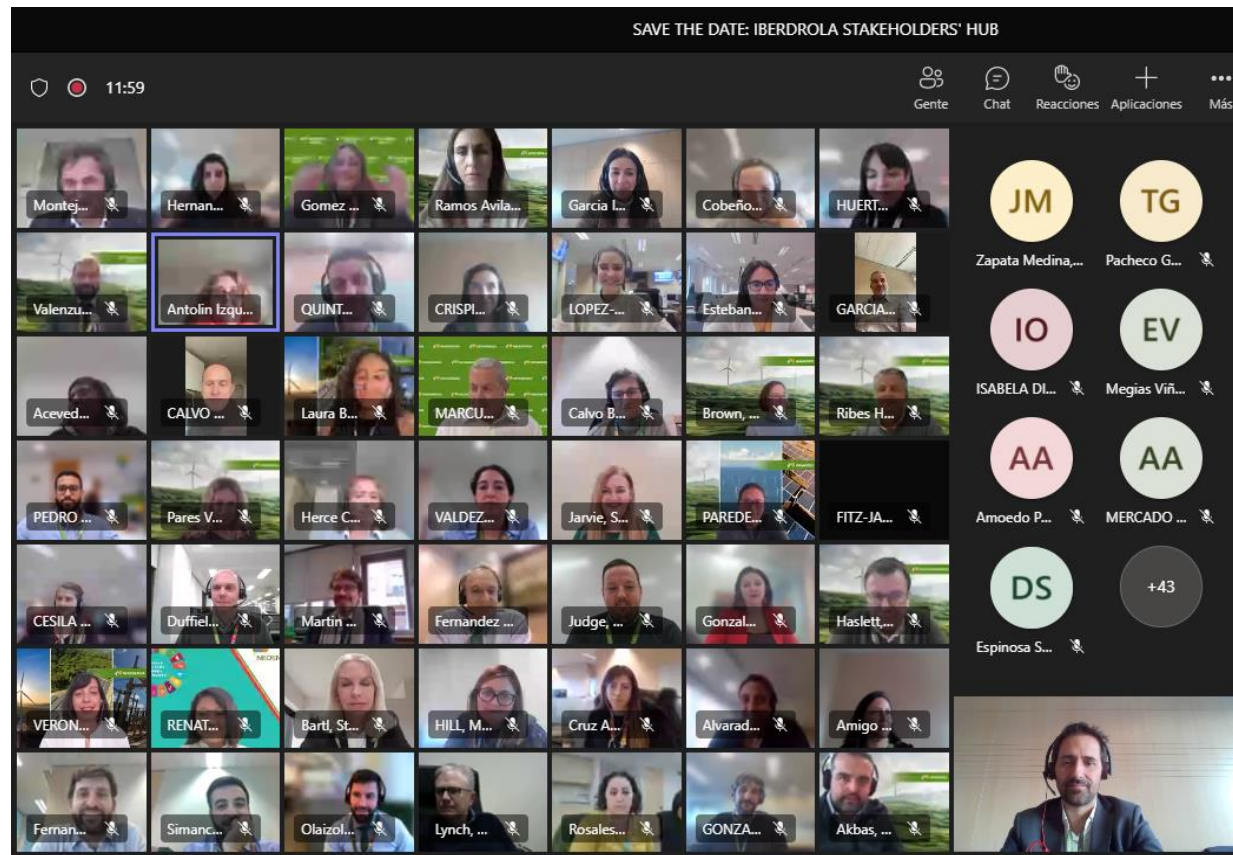 SAVE THE DATE: IBERDROLA STAKEHOLDERS' HUB
11:59
Gente
Chat
Reacciones
Aplicaciones
Más
Montej...
Hernan...
Gomez ...
Ramos Avila...
Garcia I...
Cobeño...
HUERT...
JM
TG
Zapata Medina,...
Pacheco G...
Valenzu...
Antolin Izqu...
QUINT...
CRISPI...
LOPEZ-...
Esteban...
GARCIA...
IO
EV
ISABELA DI...
Megias Viñ...
Aceved...
CALVO ...
Laura B...
MARCU...
Calvo B...
Brown, ...
Ribes H...
AA
AA
Amoedo P...
MERCADO ...
PEDRO ...
Pares V...
Herce C...
VALDEZ...
Jarvie, S...
PAREDE...
FITZ-JA...
DS
+43
Espinosa S...
CESILA ...
Duffiel...
Martin ...
Fernandez ...
Judge, ...
Gonzal...
Haslett,...
VERON...
RENAT...
Bartl, St...
HILL, M...
Cruz A...
Alvarad...
Amigo ...
Fernan...
Simanc...
Olaizol...
Lynch, ...
Rosales...
GONZA...
Akbas, ...